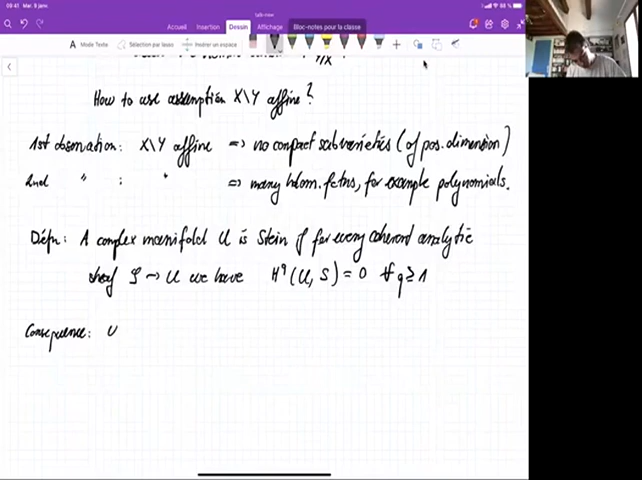 09:41 Mar. 9 janv.
98 %
Accueil Insertion Dessin Affichage Bloc-notes pour la classe
A Mode Texte Sélection par lasso Insérer un espace
Y/X
How to use assumption X\Y affine?
1st observation: X\Y affine => no compact subvarieties (of pos. dimension)
2nd " : " => many holom. fctns, for example polynomials.
Défn: A complex manifold U is Stein if for every coherent analytic
sheaf S → U we have H^q (U, S) = 0 ∀ q ≥ 1
Consequence: U